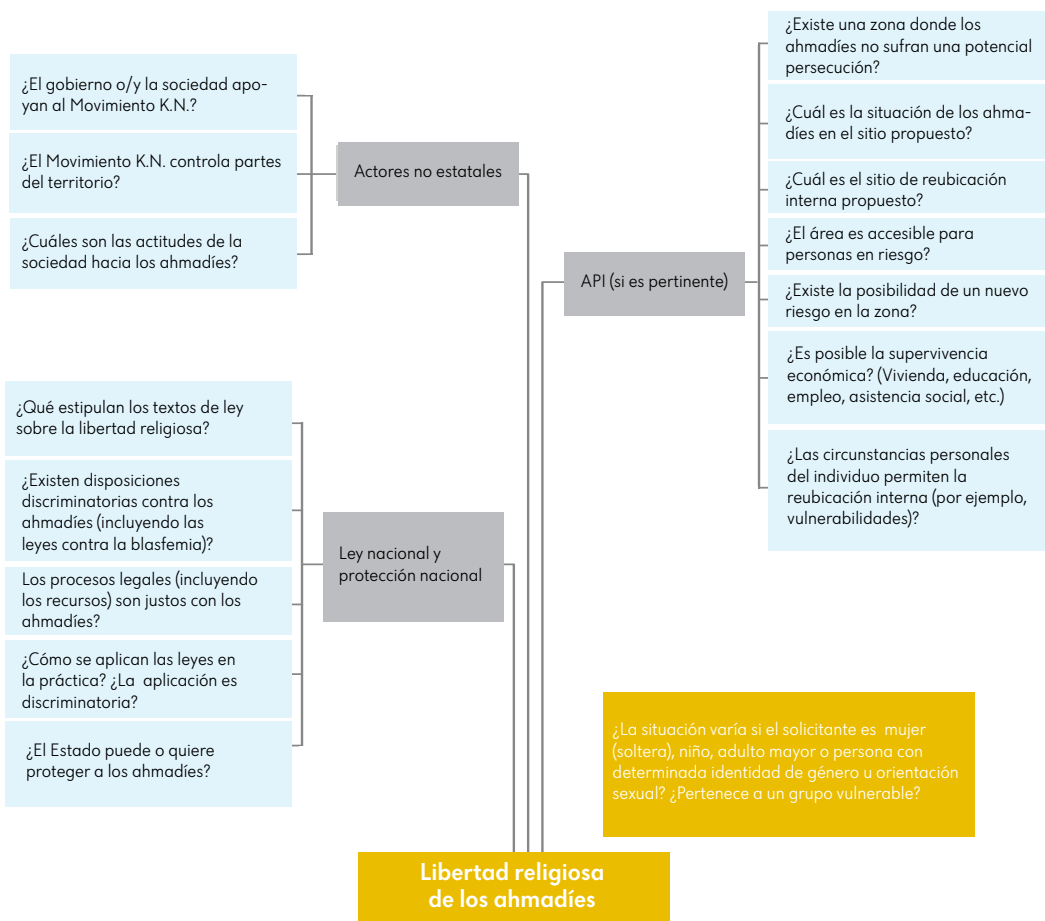 ¿El gobierno o/y la sociedad apo-
yan al Movimiento K.N.?
¿El Movimiento K.N. controla partes
del territorio?
¿Cuáles son las actitudes de la
sociedad hacia los ahmadíes?
Actores no estatales
¿Existe una zona donde los
ahmadíes no sufran una potencial
persecución?
¿Cuál es la situación de los ahma-
díes en el sitio propuesto?
¿Cuál es el sitio de reubicación
interna propuesto?
¿El área es accesible para
personas en riesgo?
¿Existe la posibilidad de un nuevo
riesgo en la zona?
¿Es posible la supervivencia
económica? (Vivienda, educación,
empleo, asistencia social, etc.)
¿Las circunstancias personales
del individuo permiten la
reubicación interna (por ejemplo,
vulnerabilidades)?
API (si es pertinente)
¿Qué estipulan los textos de ley
sobre la libertad religiosa?
¿Existen disposiciones
discriminatorias contra los
ahmadíes (incluyendo las
leyes contra la blasfemia)?
Los procesos legales (incluyendo
los recursos) son justos con los
ahmadíes?
¿Cómo se aplican las leyes en
la práctica? ¿La  aplicación es
discriminatoria?
¿El Estado puede o quiere
proteger a los ahmadíes?
Ley nacional y
protección nacional
¿La situación varía si el solicitante es  mujer
(soltera), niño, adulto mayor o persona con
determinada identidad de género u orientación
sexual? ¿Pertenece a un grupo vulnerable?
Libertad religiosa
de los ahmadíes